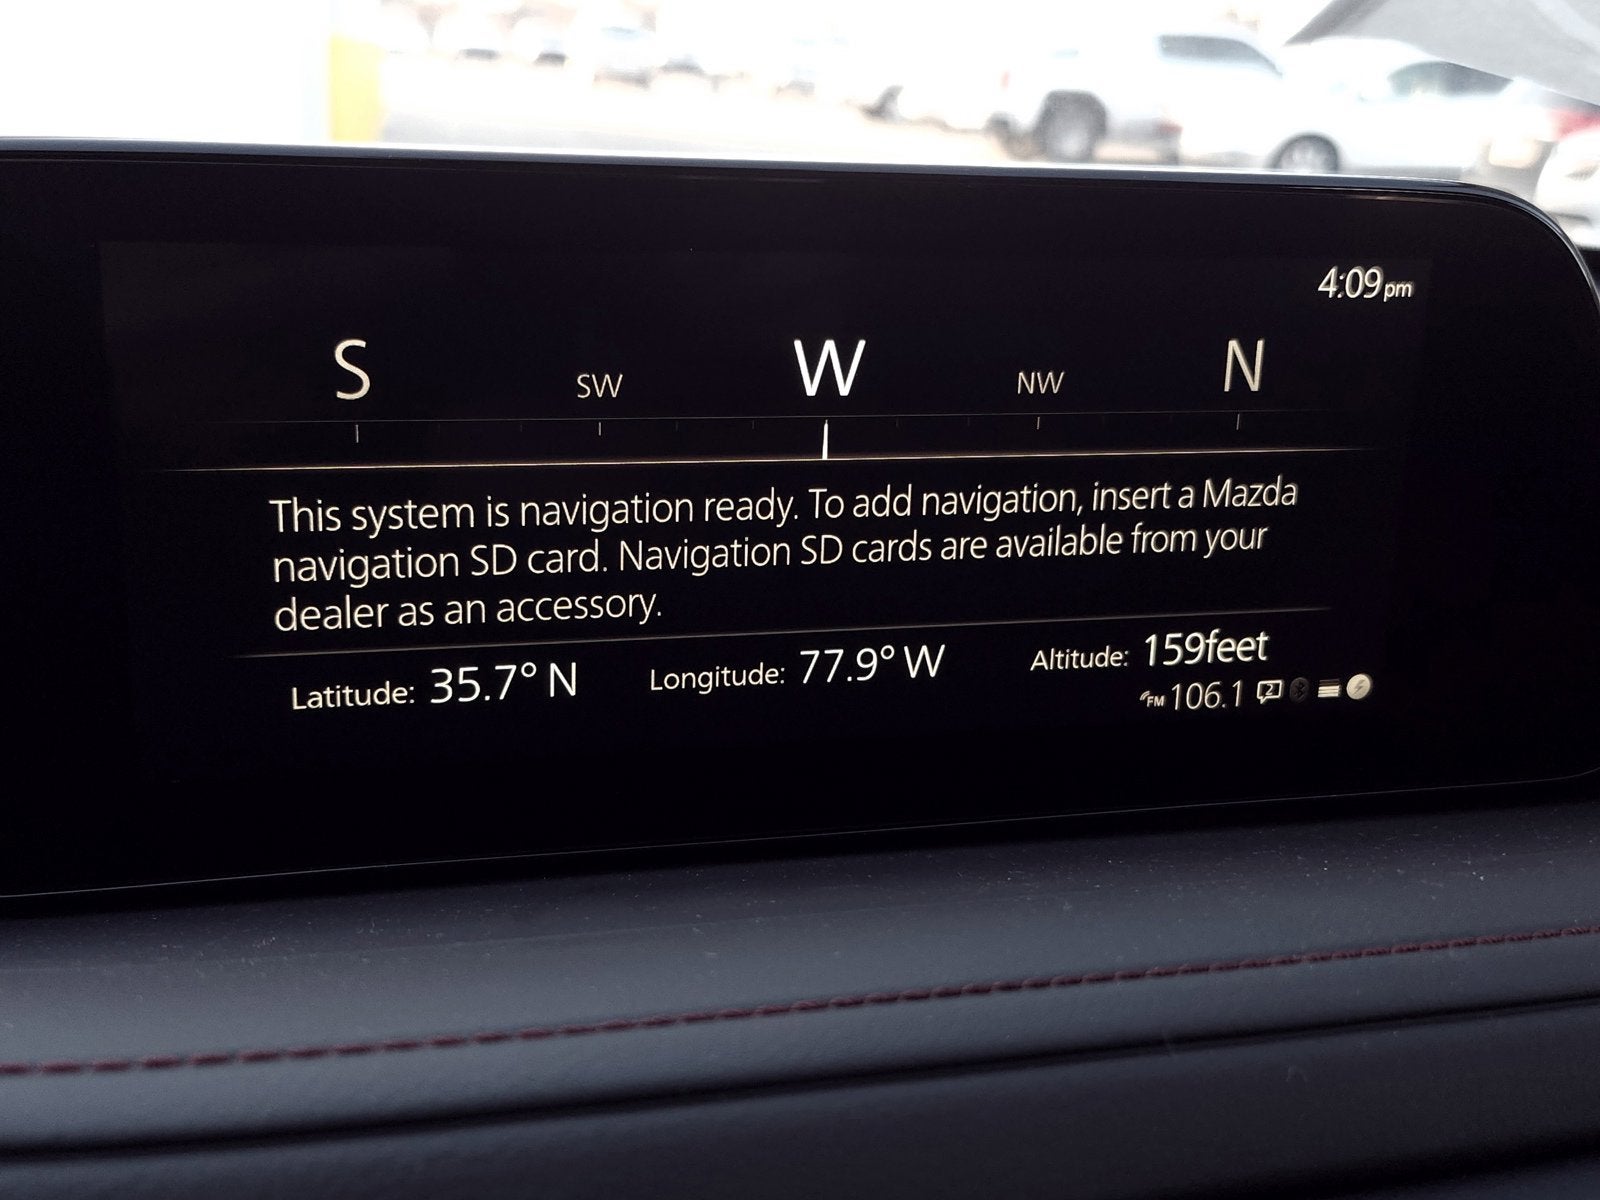 4:09pm
S SW W NW N
This system is navigation ready. To add navigation, insert a Mazda
navigation SD card. Navigation SD cards are available from your
dealer as an accessory.
Latitude: 35.7° N Longitude: 77.9° W Altitude: 159feet
FM 106.1 2